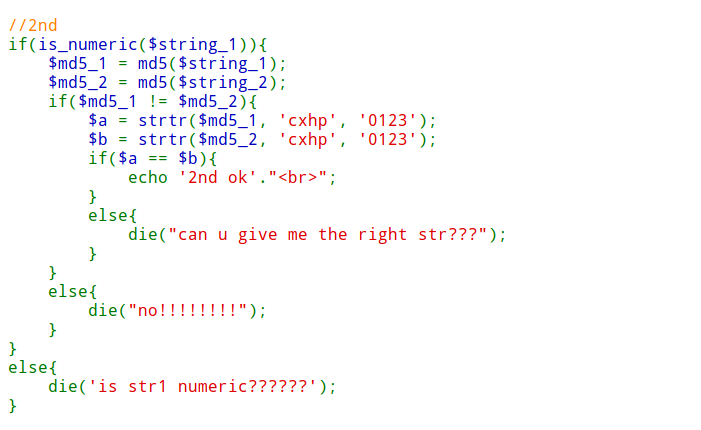 //2nd
if(is_numeric($string_1)){
    $md5_1 = md5($string_1);
    $md5_2 = md5($string_2);
    if($md5_1 != $md5_2){
        $a = strtr($md5_1, 'cxhp', '0123');
        $b = strtr($md5_2, 'cxhp', '0123');
        if($a == $b){
            echo '2nd ok'."<br>";
        }
        else{
            die("can u give me the right str???");
        }
    }
    else{
        die("no!!!!!!!!");
    }
}
else{
    die('is str1 numeric??????');
}